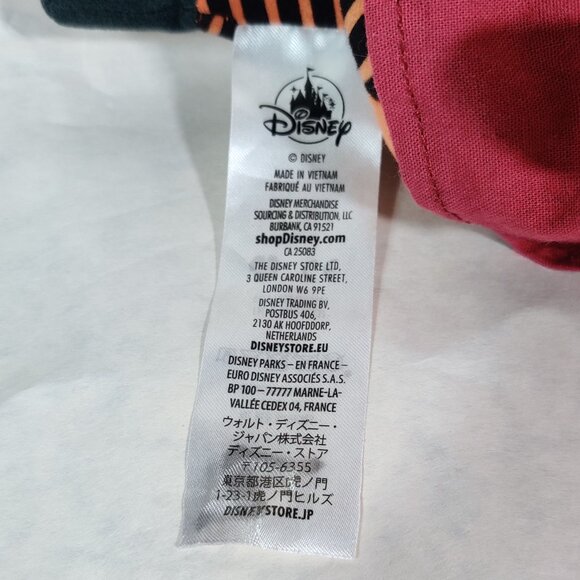 DISNEY
© DISNEY
MADE IN VIETNAM
FABRIQUÉ AU VIETNAM
DISNEY MERCHANDISE
SOURCING & DISTRIBUTION, LLC
BURBANK, CA 91521
shopDisney.com
CA 25083
THE DISNEY STORE LTD,
3 QUEEN CAROLINE STREET,
LONDON W6 9PE
DISNEY TRADING BV,
POSTBUS 406,
2130 AK HOOFDDORP,
NETHERLANDS
DISNEYSTORE.EU
DISNEY PARKS – EN FRANCE –
EURO DISNEY ASSOCIÉS S.A.S.
BP 100 – 77777 MARNE-LA-
VALLÉE CEDEX 04, FRANCE
ウォルト・ディズニー・
ジャパン株式会社
ディズニー・ストア
〒105-6355
東京都港区虎ノ門
1-23-1虎ノ門ヒルズ
DISNEYSTORE.JP